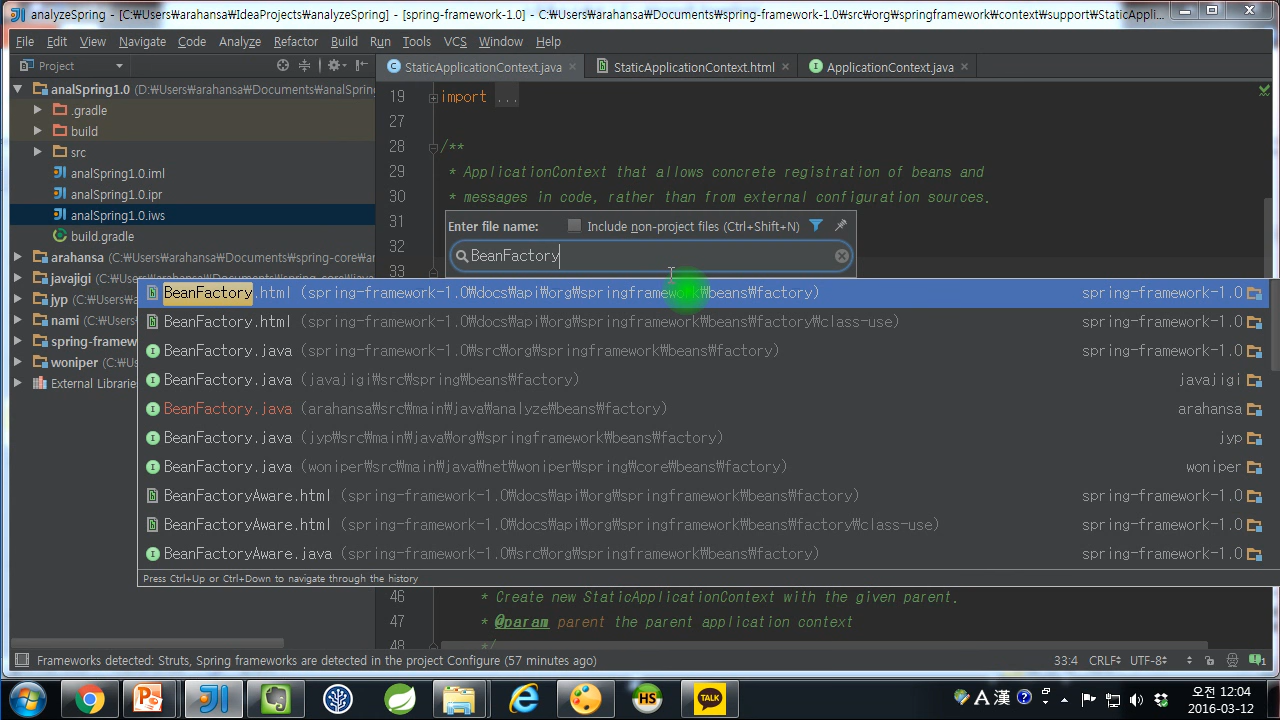 analyzeSpring - [C:₩Users₩arahansa₩IdeaProjects₩analyzeSpring] - [spring-framework-1.0] - C:₩Users₩arahansa₩Documents₩spring-framework-1.0₩src₩org₩springframework₩context₩support₩StaticAppli...
File Edit View Navigate Code Analyze Refactor Build Run Tools VCS Window Help
Project
StaticApplicationContext.java
StaticApplicationContext.html
ApplicationContext.java
analSpring1.0 (D:₩Users₩arahansa₩Documents₩analSpring
.gradle
build
src
analSpring1.0.iml
analSpring1.0.ipr
analSpring1.0.iws
build.gradle
arahansa (C:₩Users₩arahansa₩Documents₩spring-core₩ar
javajigi (C:₩Us
jyp (C:₩Users₩
nami (C:₩User
spring-framew
woniper (C:₩U
External Librarie
19 import ...
27
28 /**
29 * ApplicationContext that allows concrete registration of beans and
30 * messages in code, rather than from external configuration sources.
31
32
33
Enter file name: Include non-project files (Ctrl+Shift+N)
BeanFactory
BeanFactory.html (spring-framework-1.0₩docs₩api₩org₩springframework₩beans₩factory) spring-framework-1.0
BeanFactory.html (spring-framework-1.0₩docs₩api₩org₩springframework₩beans₩factory₩class-use) spring-framework-1.0
BeanFactory.java (spring-framework-1.0₩src₩org₩springframework₩beans₩factory) spring-framework-1.0
BeanFactory.java (javajigi₩src₩spring₩beans₩factory) javajigi
BeanFactory.java (arahansa₩src₩main₩java₩analyze₩beans₩factory) arahansa
BeanFactory.java (jyp₩src₩main₩java₩org₩springframework₩beans₩factory) jyp
BeanFactory.java (woniper₩src₩main₩java₩net₩woniper₩spring₩core₩beans₩factory) woniper
BeanFactoryAware.html (spring-framework-1.0₩docs₩api₩org₩springframework₩beans₩factory) spring-framework-1.0
BeanFactoryAware.html (spring-framework-1.0₩docs₩api₩org₩springframework₩beans₩factory₩class-use) spring-framework-1.0
BeanFactoryAware.java (spring-framework-1.0₩src₩org₩springframework₩beans₩factory) spring-framework-1.0
Press Ctrl+Up or Ctrl+Down to navigate through the history
46 * Create new StaticApplicationContext with the given parent.
47 * @param parent the parent application context
48 */
Frameworks detected: Struts, Spring frameworks are detected in the project Configure (57 minutes ago) 33:4 CRLF UTF-8
JI
HS
TALK
A 漢
오전 12:04
2016-03-12